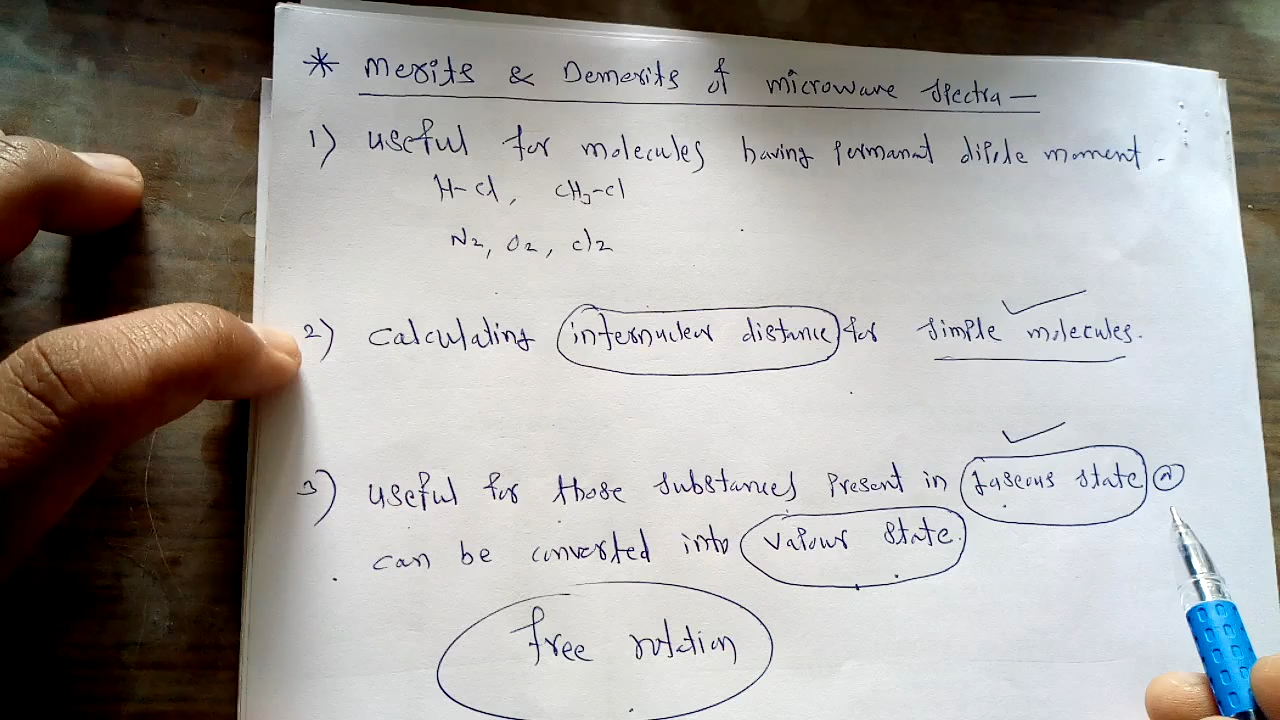 * Merits & Demerits of microwave spectra —
1) useful for molecules having permanat dipole moment -
H-Cl, CH3-Cl
N2, O2, Cl2
2) Calculating internuclear distance for simple molecules.
3) useful for those substances present in gaseous state or
can be converted into vapour state.
free rotation